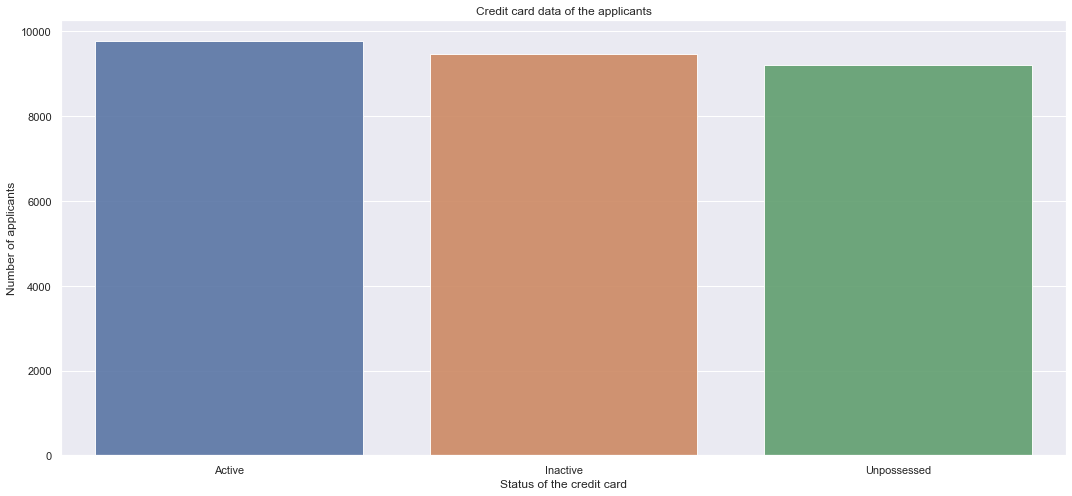 Credit card data of the applicants
Number of applicants
10000
8000
6000
4000
2000
0
Active Inactive Unpossessed
Status of the credit card